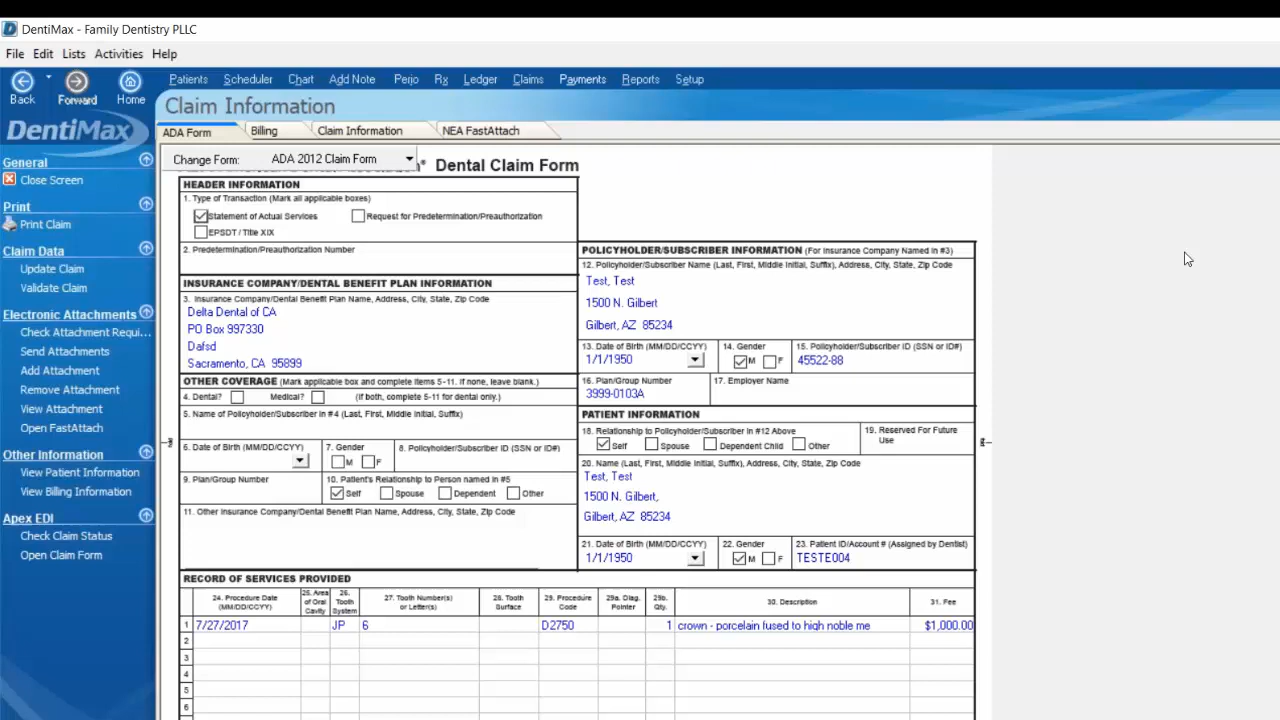 DentiMax - Family Dentistry PLLC
File Edit Lists Activities Help
Back Forward Home
Patients Scheduler Chart Add Note Perio Rx Ledger Claims Payments Reports Setup
Claim Information
DentiMax
ADA Form Billing Claim Information NEA FastAttach
General
Close Screen
Print
Print Claim
Claim Data
Update Claim
Validate Claim
Electronic Attachments
Check Attachment Requi...
Send Attachments
Add Attachment
Remove Attachment
View Attachment
Open FastAttach
Other Information
View Patient Information
View Billing Information
Apex EDI
Check Claim Status
Open Claim Form
Change Form: ADA 2012 Claim Form
Dental Claim Form
HEADER INFORMATION
1. Type of Transaction (Mark all applicable boxes)
Statement of Actual Services Request for Predetermination/Preauthorization
EPSDT / Title XIX
2. Predetermination/Preauthorization Number
INSURANCE COMPANY/DENTAL BENEFIT PLAN INFORMATION
3. Insurance Company/Dental Benefit Plan Name, Address, City, State, Zip Code
Delta Dental of CA
PO Box 997330
Dafsd
Sacramento, CA 95899
OTHER COVERAGE (Mark applicable box and complete items 5-11. If none, leave blank.)
4. Dental? Medical? (If both, complete 5-11 for dental only.)
5. Name of Policyholder/Subscriber in #4 (Last, First, Middle Initial, Suffix)
6. Date of Birth (MM/DD/CCYY) 7. Gender 8. Policyholder/Subscriber ID (SSN or ID#)
M F
9. Plan/Group Number 10. Patient's Relationship to Person named in #5
Self Spouse Dependent Other
11. Other Insurance Company/Dental Benefit Plan Name, Address, City, State, Zip Code
POLICYHOLDER/SUBSCRIBER INFORMATION (For Insurance Company Named in #3)
12. Policyholder/Subscriber Name (Last, First, Middle Initial, Suffix), Address, City, State, Zip Code
Test, Test
1500 N. Gilbert
Gilbert, AZ 85234
13. Date of Birth (MM/DD/CCYY) 14. Gender 15. Policyholder/Subscriber ID (SSN or ID#)
1/1/1950 M F 45522-88
16. Plan/Group Number 17. Employer Name
3999-0103A
PATIENT INFORMATION
18. Relationship to Policyholder/Subscriber in #12 Above 19. Reserved For Future
Use
Self Spouse Dependent Child Other
20. Name (Last, First, Middle Initial, Suffix), Address, City, State, Zip Code
Test, Test
1500 N. Gilbert,
Gilbert, AZ 85234
21. Date of Birth (MM/DD/CCYY) 22. Gender 23. Patient ID/Account # (Assigned by Dentist)
1/1/1950 M F TESTE004
RECORD OF SERVICES PROVIDED
24. Procedure Date (MM/DD/CCYY) 25. Area of Oral Cavity 26. Tooth System 27. Tooth Number(s) or Letter(s) 28. Tooth Surface 29. Procedure Code 29a. Diag. Pointer 29b. Qty. 30. Description 31. Fee
1 7/27/2017 JP 6 D2750 1 crown - porcelain fused to high noble me $1,000.00
2
3
4
5
6